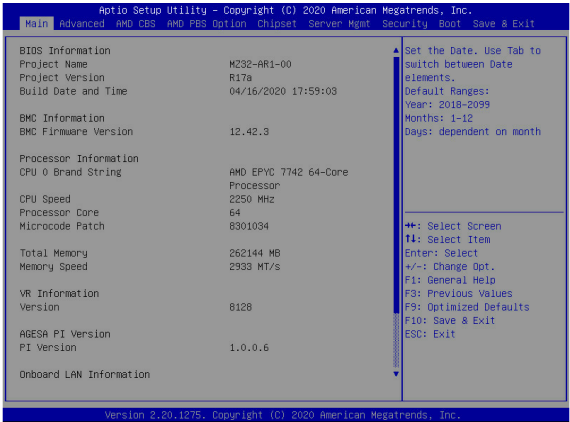 Aptio Setup Utility – Copyright (C) 2020 American Megatrends, Inc.
Main Advanced AMD CBS AMD PBS Option Chipset Server Mgmt Security Boot Save & Exit
BIOS Information
Project Name MZ32-AR1-00
Project Version R17a
Build Date and Time 04/16/2020 17:59:03
BMC Information
BMC Firmware Version 12.42.3
Processor Information
CPU 0 Brand String AMD EPYC 7742 64-Core
Processor
CPU Speed 2250 MHz
Processor Core 64
Microcode Patch 8301034
Total Memory 262144 MB
Memory Speed 2933 MT/s
VR Information
Version 8128
AGESA PI Version
PI Version 1.0.0.6
Onboard LAN Information
Set the Date. Use Tab to
switch between Date
elements.
Default Ranges:
Year: 2018-2099
Months: 1-12
Days: dependent on month
→←: Select Screen
↑↓: Select Item
Enter: Select
+/-: Change Opt.
F1: General Help
F3: Previous Values
F9: Optimized Defaults
F10: Save & Exit
ESC: Exit
Version 2.20.1275. Copyright (C) 2020 American Megatrends, Inc.